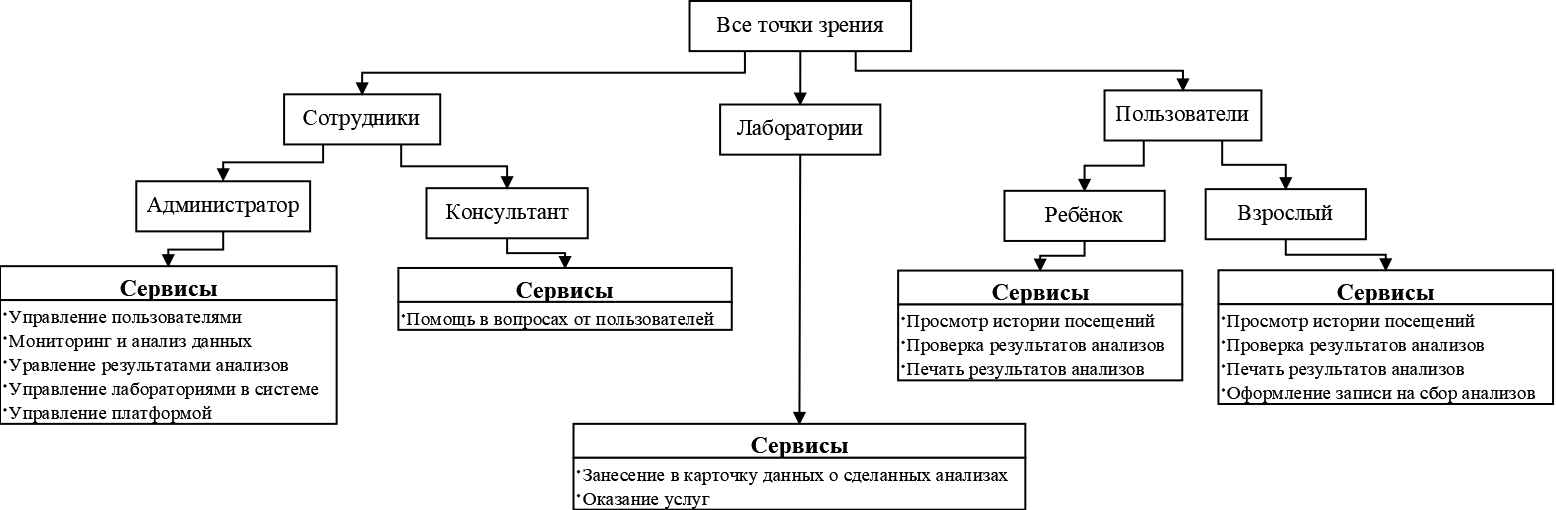 Все точки зрения
Сотрудники
Лаборатории
Пользователи
Администратор
Консультант
Ребёнок
Взрослый
Сервисы
·Управление пользователями
·Мониторинг и анализ данных
·Уравление результатами анализов
·Управление лабораториями в системе
·Управление платформой
Сервисы
·Помощь в вопросах от пользователей
Сервисы
·Просмотр истории посещений
·Проверка результатов анализов
·Печать результатов анализов
Сервисы
·Просмотр истории посещений
·Проверка результатов анализов
·Печать результатов анализов
·Оформление записи на сбор анализов
Сервисы
·Занесение в карточку данных о сделанных анализах
·Оказание услуг